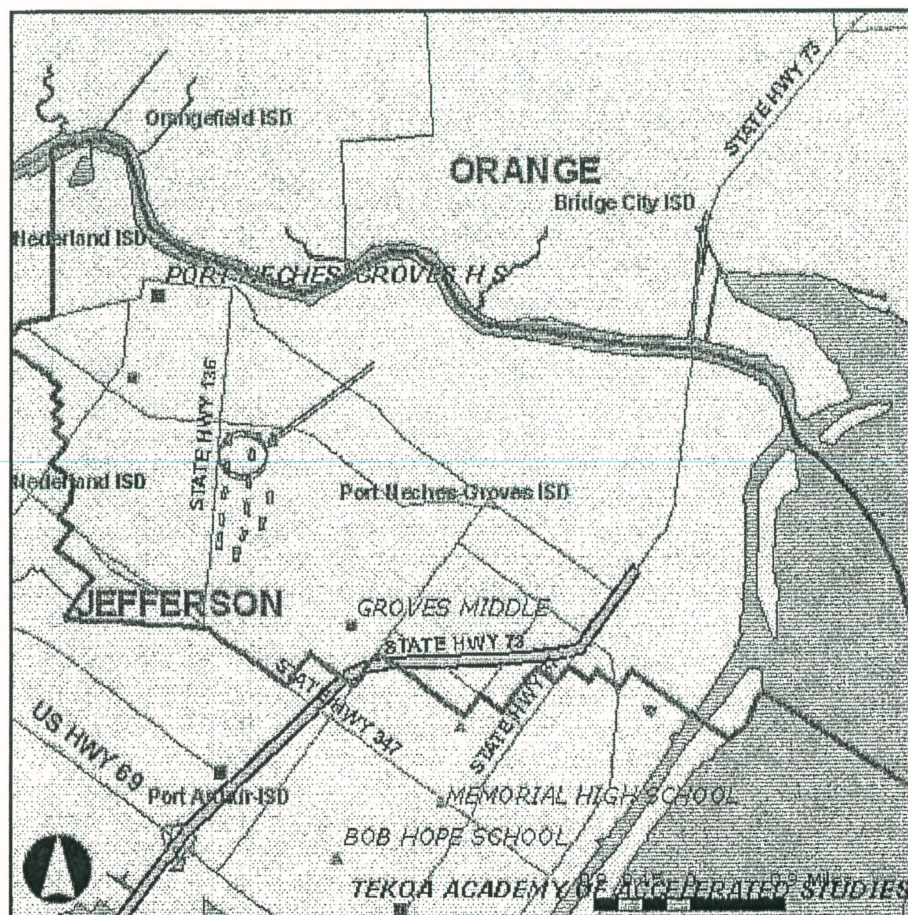 STATE HWY 73
Orangefield ISD
ORANGE
Bridge City ISD
Nederland ISD
PORT NECHES GROVES H S
STATE HWY 136
Nederland ISD
Port Neches-Groves ISD
JEFFERSON
GROVES MIDDLE
STATE HWY 73
STATE HWY 347
STATE HWY
US HWY 69
Port Arthur ISD
MEMORIAL HIGH SCHOOL
BOB HOPE SCHOOL
TEKOA ACADEMY OF ACCELERATED STUDIES